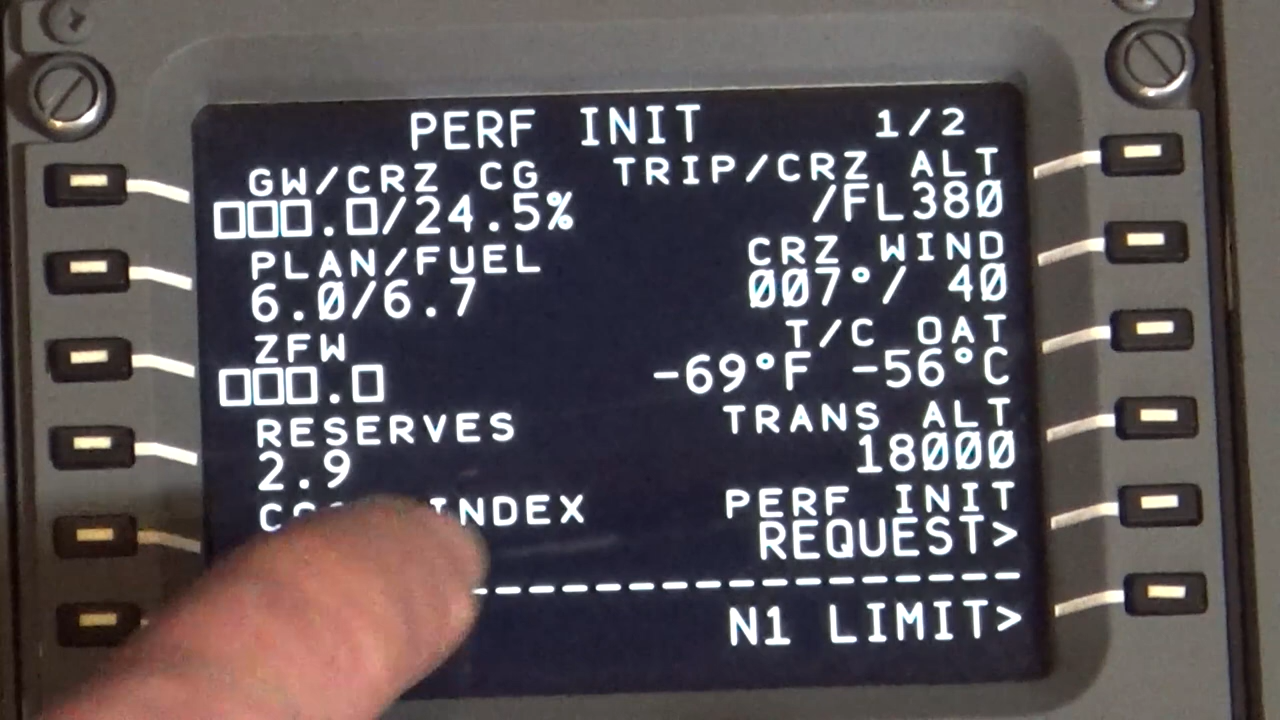 PERF INIT 1/2
GW/CRZ CG TRIP/CRZ ALT
□□□.□/24.5% /FL380
PLAN/FUEL CRZ WIND
6.0/6.7 007°/ 40
ZFW T/C OAT
□□□.□ -69°F -56°C
RESERVES TRANS ALT
2.9 18000
INDEX PERF INIT
REQUEST>
N1 LIMIT>